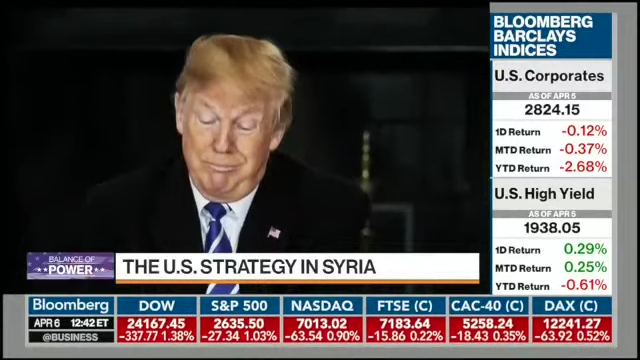 BLOOMBERG
BARCLAYS
INDICES
U.S. Corporates
AS OF APR 5
2824.15
1D Return -0.12%
MTD Return -0.37%
YTD Return -2.68%
U.S. High Yield
AS OF APR 5
1938.05
1D Return 0.29%
MTD Return 0.25%
YTD Return -0.61%
BALANCE OF
POWER
THE U.S. STRATEGY IN SYRIA
Bloomberg DOW S&P 500 NASDAQ FTSE (C) CAC-40 (C) DAX (C)
APR 6 12:42 ET 24167.45 2635.50 7013.02 7183.64 5258.24 12241.27
@BUSINESS -337.77 1.38% -27.34 1.03% -63.54 0.90% -15.86 0.22% -18.43 0.35% -63.92 0.52%